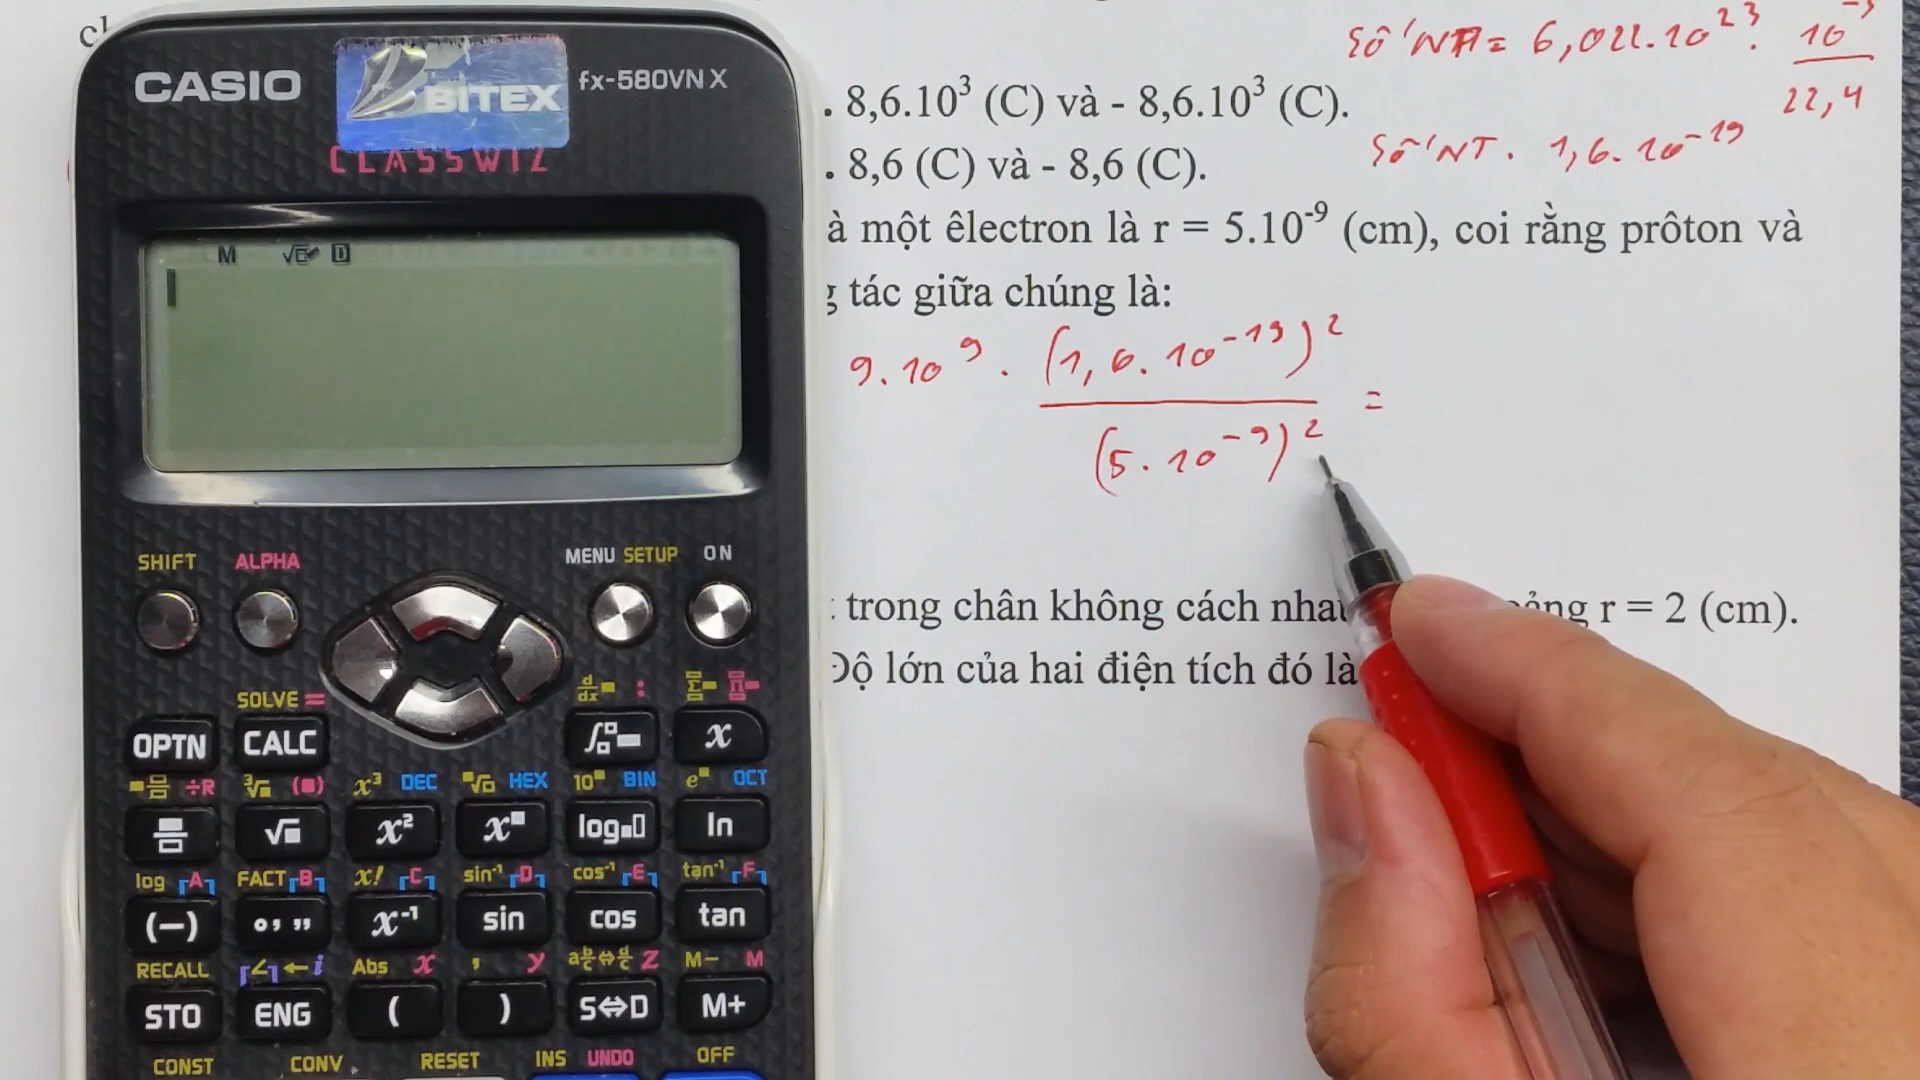 CASIO
BITEX
fx-580VN X
CLASSWIZ
M √ D
SHIFT ALPHA MENU SETUP ON
SOLVE =
OPTN CALC x
÷R x³ DEC HEX 10 BIN e OCT
x² log ln
log A FACT B x! C sin⁻¹ D cos⁻¹ E tan⁻¹ F
(−) x⁻¹ sin cos tan
RECALL ∠ ← i Abs x , y a b/c ⇔ d/c z M− M
STO ENG ( ) S⇔D M+
CONST CONV RESET INS UNDO OFF
Số NA = 6,022.10²³. 10⁻³
22,4
. 8,6.10³ (C) và - 8,6.10³ (C).
Số NT. 1,6.10⁻¹⁹
. 8,6 (C) và - 8,6 (C).
à một êlectron là r = 5.10⁻⁹ (cm), coi rằng prôton và
tác giữa chúng là:
9.10⁹ . (1,6.10⁻¹⁹)² =
(5.10⁻⁹)²
trong chân không cách nhau r = 2 (cm).
Độ lớn của hai điện tích đó là